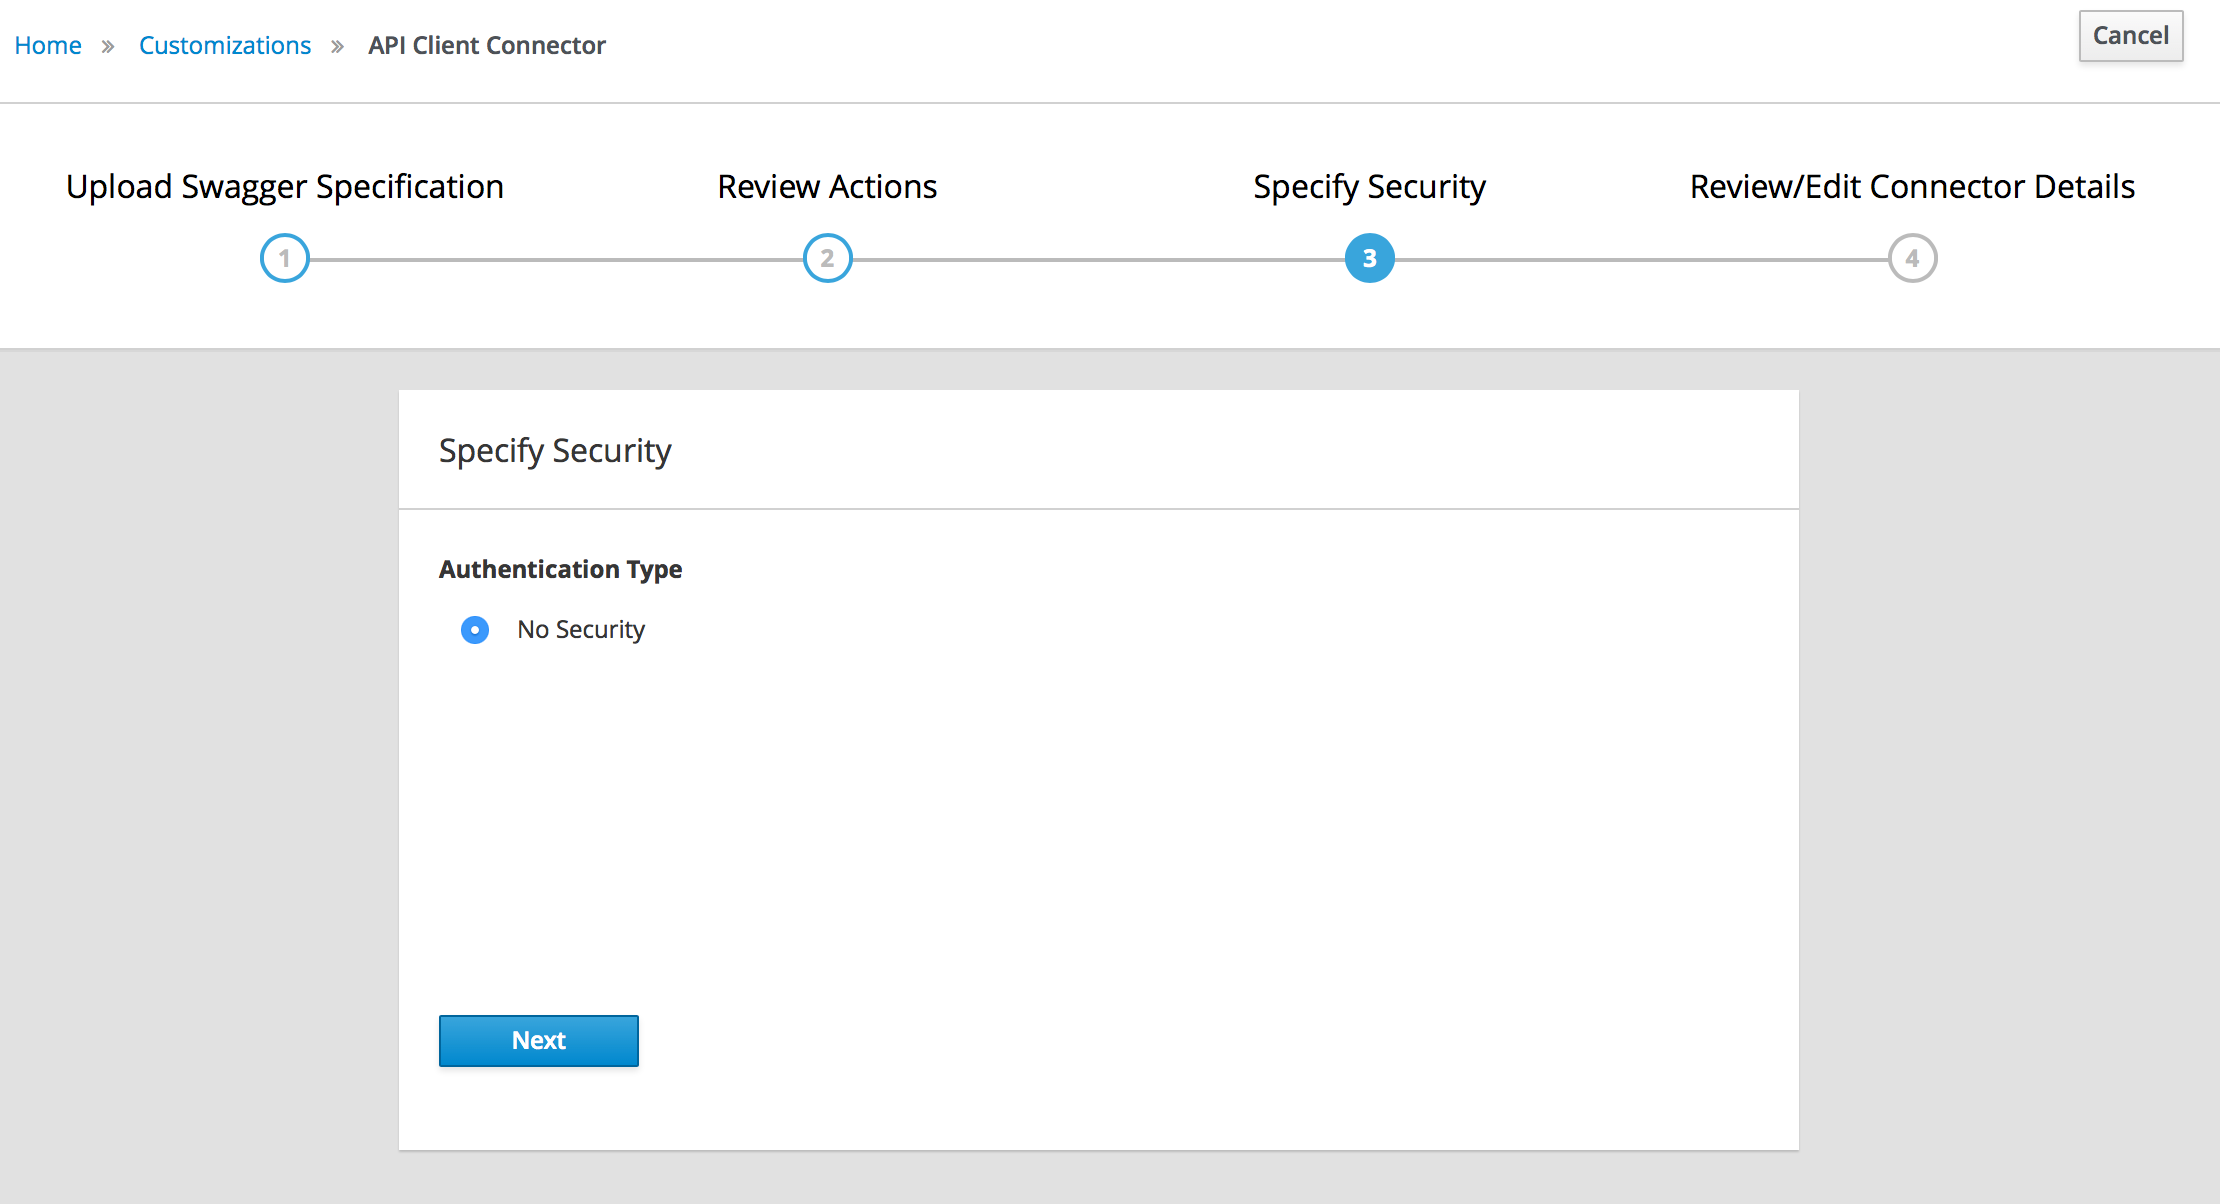 Home » Customizations » API Client Connector
Cancel
Upload Swagger Specification
Review Actions
Specify Security
Review/Edit Connector Details
1
2
3
4
Specify Security
Authentication Type
No Security
Next